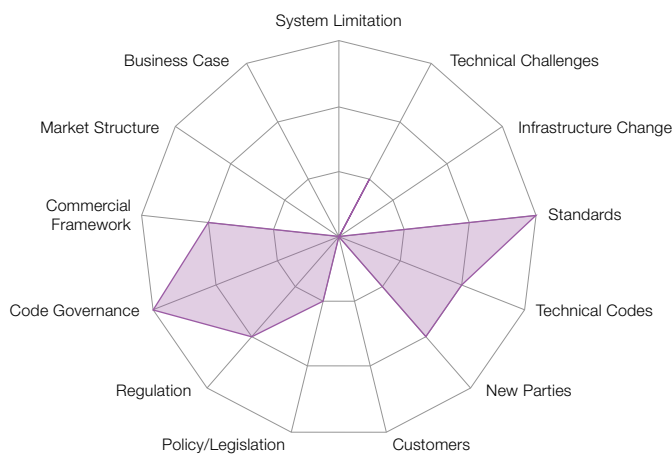 System Limitation
Business Case
Technical Challenges
Market Structure
Infrastructure Change
Commercial
Framework
Standards
Code Governance
Technical Codes
Regulation
New Parties
Policy/Legislation
Customers